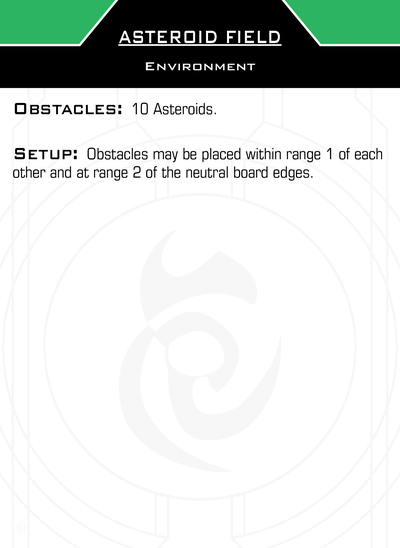 ASTEROID FIELD
ENVIRONMENT
OBSTACLES: 10 Asteroids.
SETUP: Obstacles may be placed within range 1 of each
other and at range 2 of the neutral board edges.